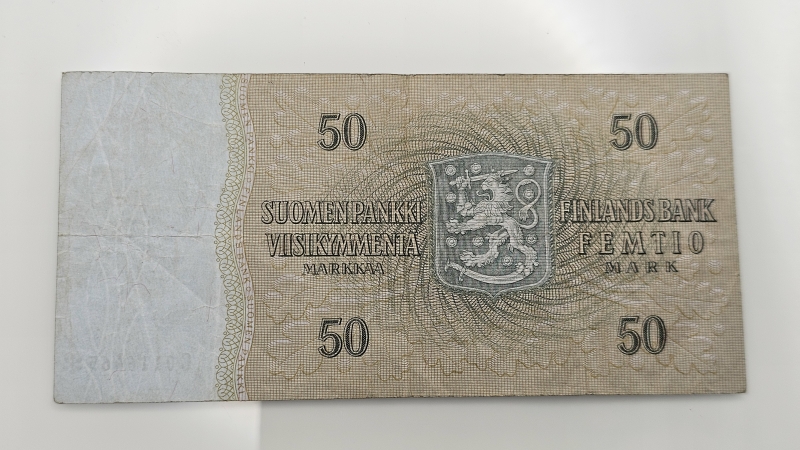 50 50
SUOMEN PANKKI FINLANDS BANK
VIISIKYMMENTÄ FEMTIO
MARKKAA MARK
50 50